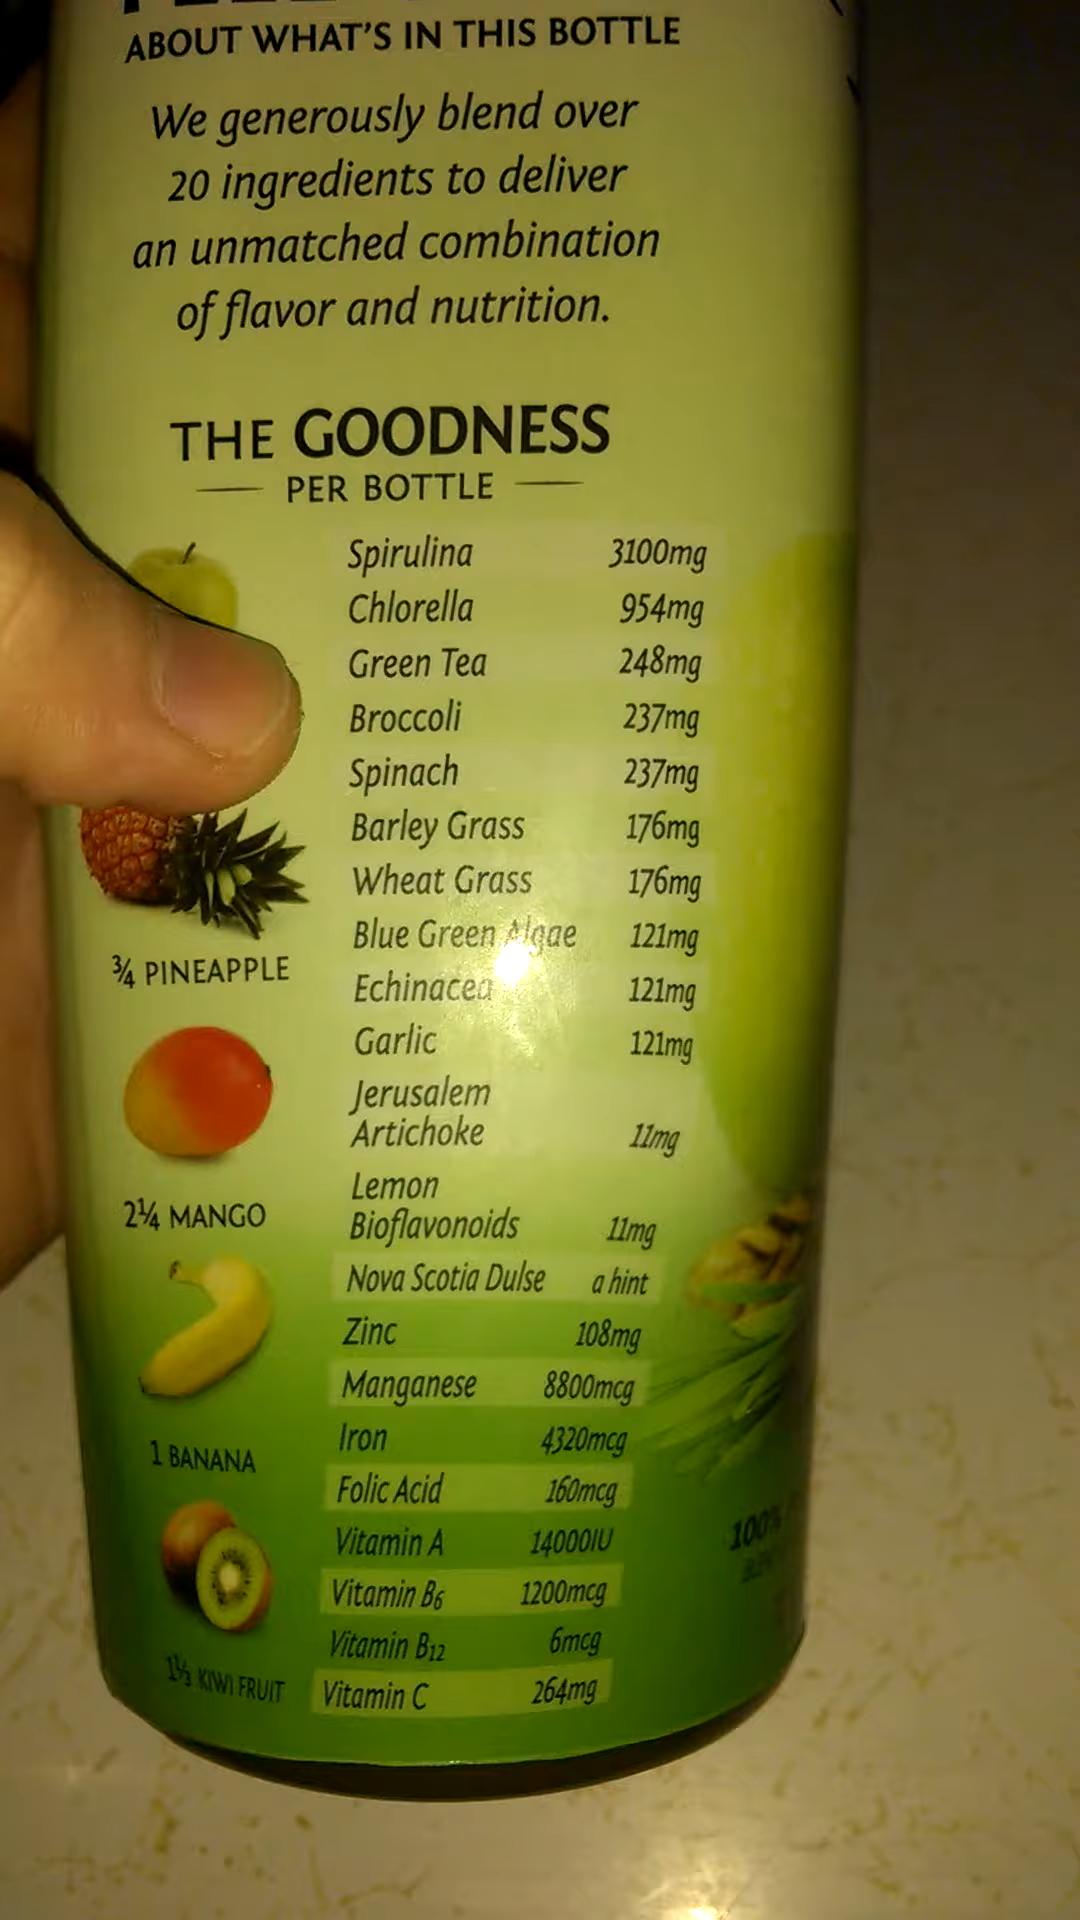 ABOUT WHAT'S IN THIS BOTTLE
We generously blend over
20 ingredients to deliver
an unmatched combination
of flavor and nutrition.
THE GOODNESS
PER BOTTLE
Spirulina 3100mg
Chlorella 954mg
Green Tea 248mg
Broccoli 237mg
Spinach 237mg
Barley Grass 176mg
Wheat Grass 176mg
Blue Green Algae 121mg
Echinacea 121mg
Garlic 121mg
Jerusalem
Artichoke 11mg
Lemon
Bioflavonoids 11mg
Nova Scotia Dulse a hint
Zinc 108mg
Manganese 8800mcg
Iron 4320mcg
Folic Acid 160mcg
Vitamin A 14000IU
Vitamin B6 1200mcg
Vitamin B12 6mcg
Vitamin C 264mg
¾ PINEAPPLE
2¼ MANGO
1 BANANA
1⅓ KIWI FRUIT
100%